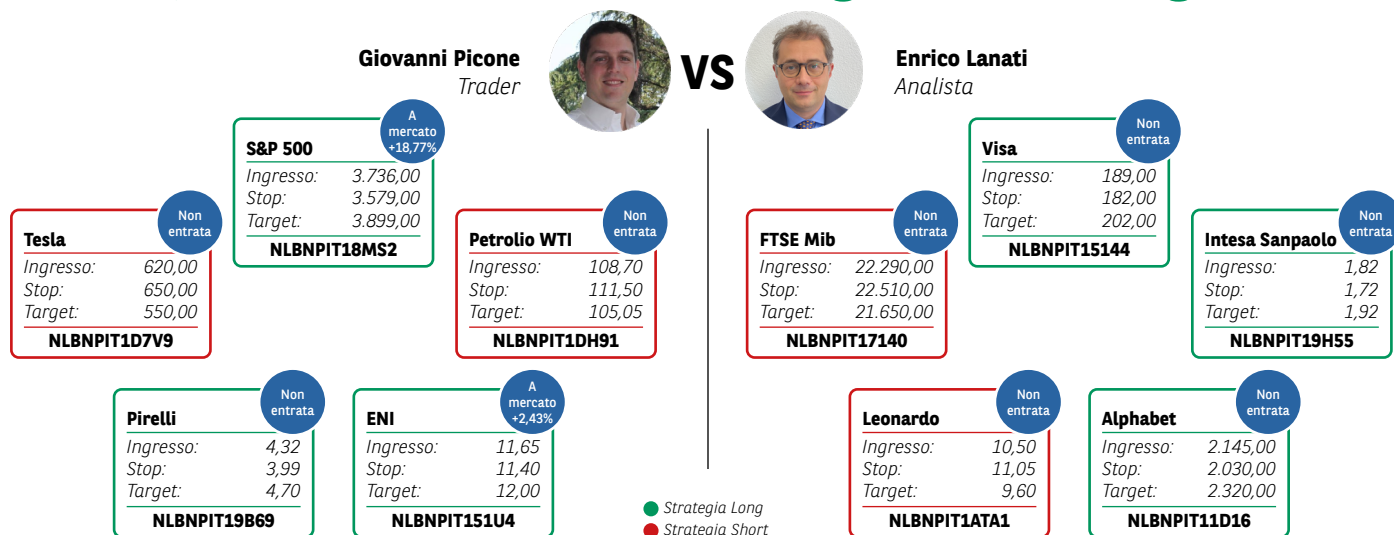 Giovanni Picone
Trader
VS
Enrico Lanati
Analista
A
mercato
+18,77%
S&P 500
Ingresso: 3.736,00
Stop: 3.579,00
Target: 3.899,00
NLBNPIT18MS2
Non
entrata
Tesla
Ingresso: 620,00
Stop: 650,00
Target: 550,00
NLBNPIT1D7V9
Non
entrata
Petrolio WTI
Ingresso: 108,70
Stop: 111,50
Target: 105,05
NLBNPIT1DH91
Non
entrata
Pirelli
Ingresso: 4,32
Stop: 3,99
Target: 4,70
NLBNPIT19B69
A
mercato
+2,43%
ENI
Ingresso: 11,65
Stop: 11,40
Target: 12,00
NLBNPIT151U4
Non
entrata
Visa
Ingresso: 189,00
Stop: 182,00
Target: 202,00
NLBNPIT15144
Non
entrata
FTSE Mib
Ingresso: 22.290,00
Stop: 22.510,00
Target: 21.650,00
NLBNPIT17140
Non
entrata
Intesa Sanpaolo
Ingresso: 1,82
Stop: 1,72
Target: 1,92
NLBNPIT19H55
Non
entrata
Leonardo
Ingresso: 10,50
Stop: 11,05
Target: 9,60
NLBNPIT1ATA1
Non
entrata
Alphabet
Ingresso: 2.145,00
Stop: 2.030,00
Target: 2.320,00
NLBNPIT11D16
Strategia Long
Strategia Short